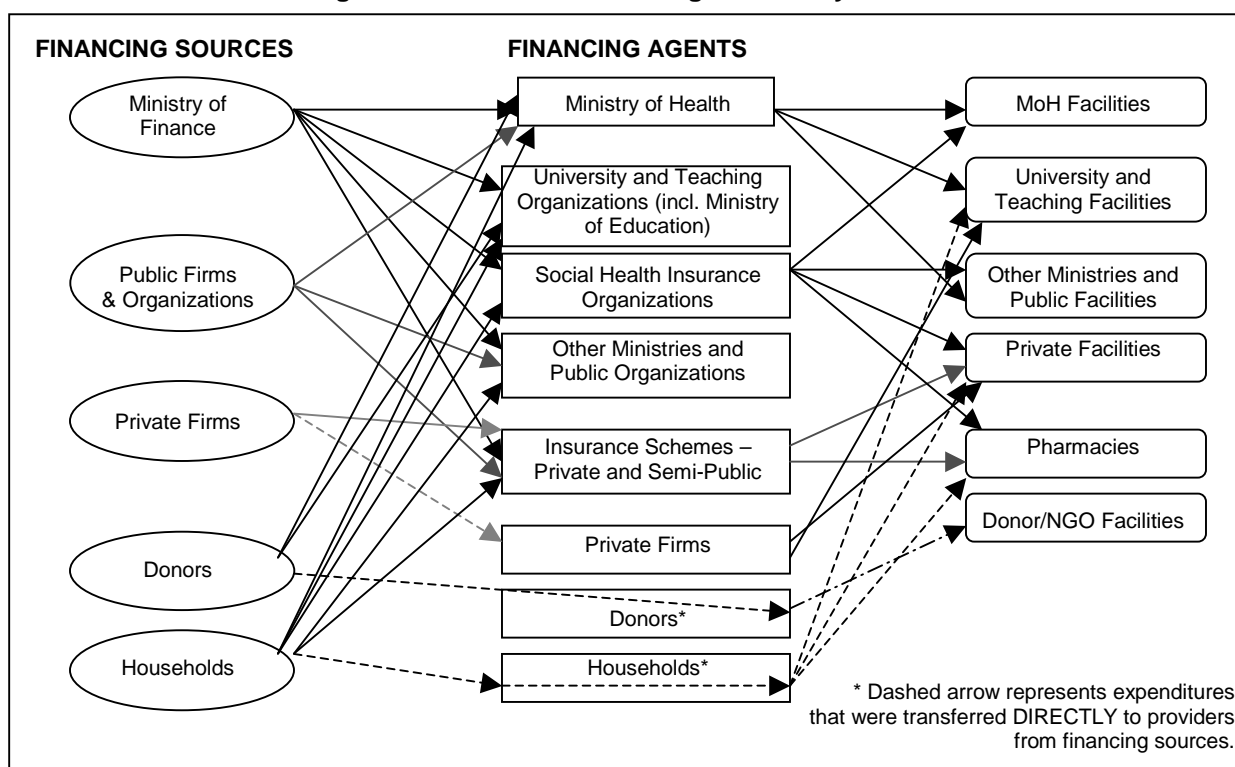 FINANCING SOURCES
FINANCING AGENTS
Ministry of
Finance
Public Firms
& Organizations
Private Firms
Donors
Households
Ministry of Health
University and Teaching
Organizations (incl. Ministry
of Education)
Social Health Insurance
Organizations
Other Ministries and
Public Organizations
Insurance Schemes –
Private and Semi-Public
Private Firms
Donors*
Households*
MoH Facilities
University and
Teaching Facilities
Other Ministries and
Public Facilities
Private Facilities
Pharmacies
Donor/NGO Facilities
* Dashed arrow represents expenditures
that were transferred DIRECTLY to providers
from financing sources.